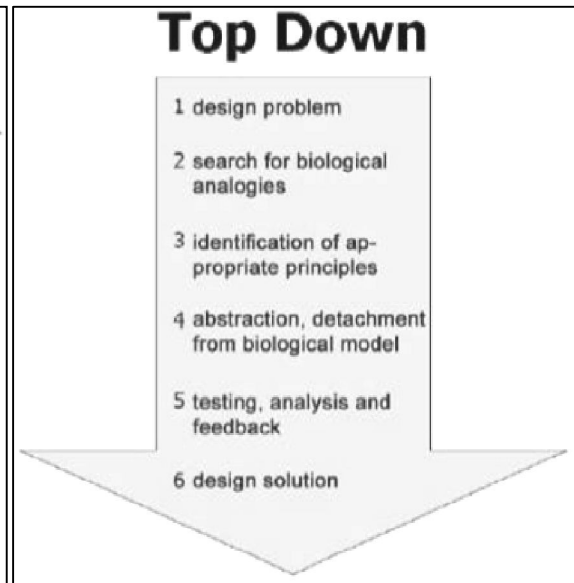 Top Down
1 design problem
2 search for biological
analogies
3 identification of ap-
propriate principles
4 abstraction, detachment
from biological model
5 testing, analysis and
feedback
6 design solution